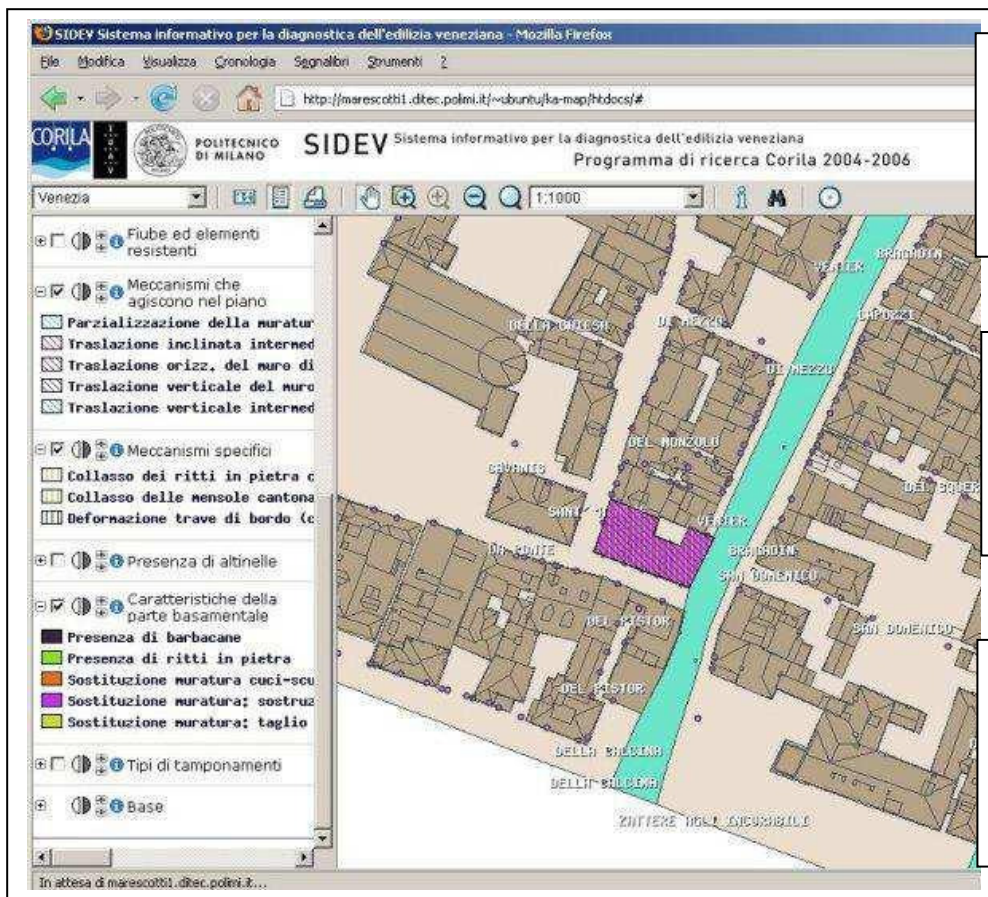 SIDEV Sistema informativo per la diagnostica dell'edilizia veneziana - Mozilla Firefox
File Modifica Visualizza Cronologia Segnalibri Strumenti ?
http://marescotti1.ditec.polimi.it/~ubuntu/ka-map/htdocs/#
CORILA
POLITECNICO
DI MILANO
SIDEV Sistema informativo per la diagnostica dell'edilizia veneziana
Programma di ricerca Corila 2004-2006
Venezia
1:1000
Fiube ed elementi
resistenti
Meccanismi che
agiscono nel piano
Parzializzazione della muratur
Traslazione inclinata intermed
Traslazione orizz. del muro di
Traslazione verticale del muro
Traslazione verticale intermed
Meccanismi specifici
Collasso dei ritti in pietra c
Collasso delle mensole cantona
Deformazione trave di bordo (c
Presenza di altinelle
Caratteristiche della
parte basamentale
Presenza di barbacane
Presenza di ritti in pietra
Sostituzione muratura cuci-scu
Sostituzione muratura: sostruz
Sostituzione muratura: taglio
Tipi di tamponamenti
Base
BRAGADIN
VENIER
CAPUZZI
DELLA CHIESA
DI MEZZO
DI MEZZO
DEL MONZOLO
CAVANIS
DEL SQUER
SANT'
VENIER
DA PONTE
BRAGADIN
SAN DOMENICO
DEL PISTOR
SAN DOMENICO
DEL PISTOR
DELLA CALCINA
DELLA CALCINA
ZATTERE AGLI INCURABILI
In attesa di marescotti1.ditec.polimi.it...